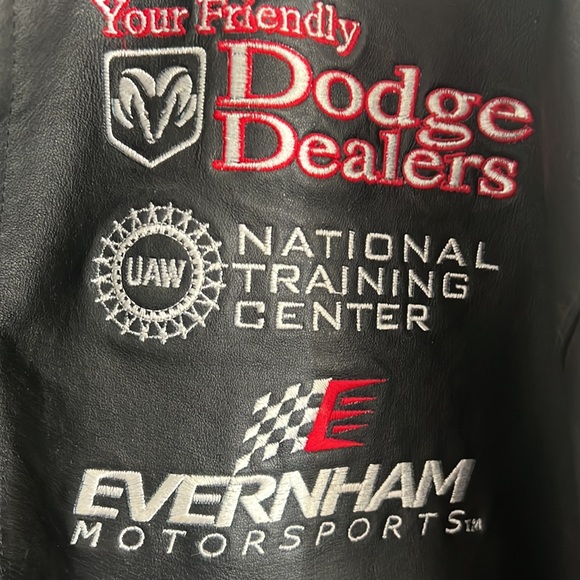 Your Friendly
Dodge
Dealers
UAW
NATIONAL
TRAINING
CENTER
E
EVERNHAM
MOTORSPORTS™